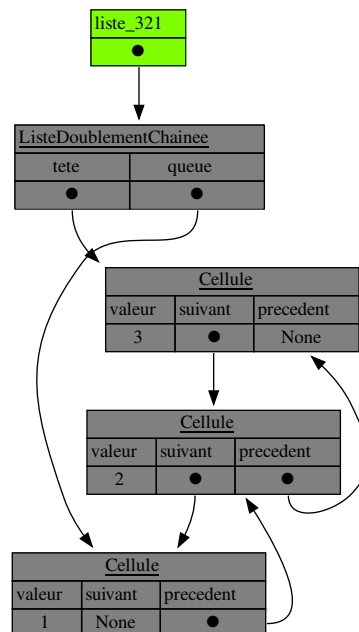 liste_321
ListeDoublementChainee
tete queue
Cellule
valeur suivant precedent
3 None
Cellule
valeur suivant precedent
2
Cellule
valeur suivant precedent
1 None